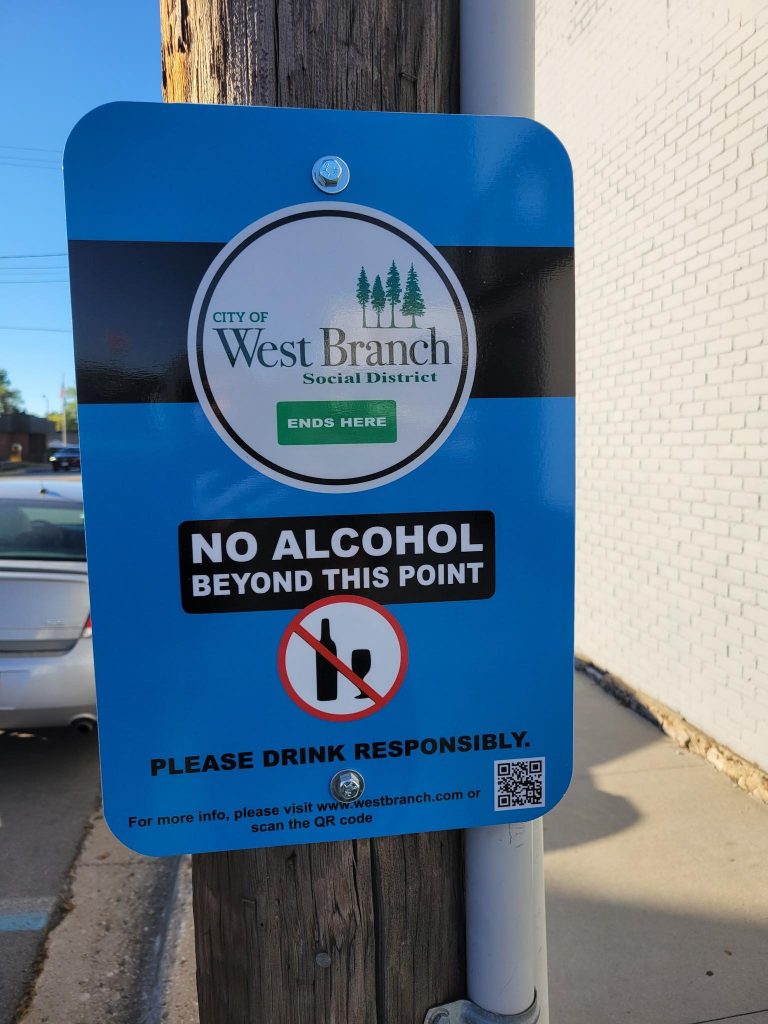 CITY OF
West Branch
Social District
ENDS HERE
NO ALCOHOL
BEYOND THIS POINT
PLEASE DRINK RESPONSIBLY.
For more info, please visit www.westbranch.com or
scan the QR code